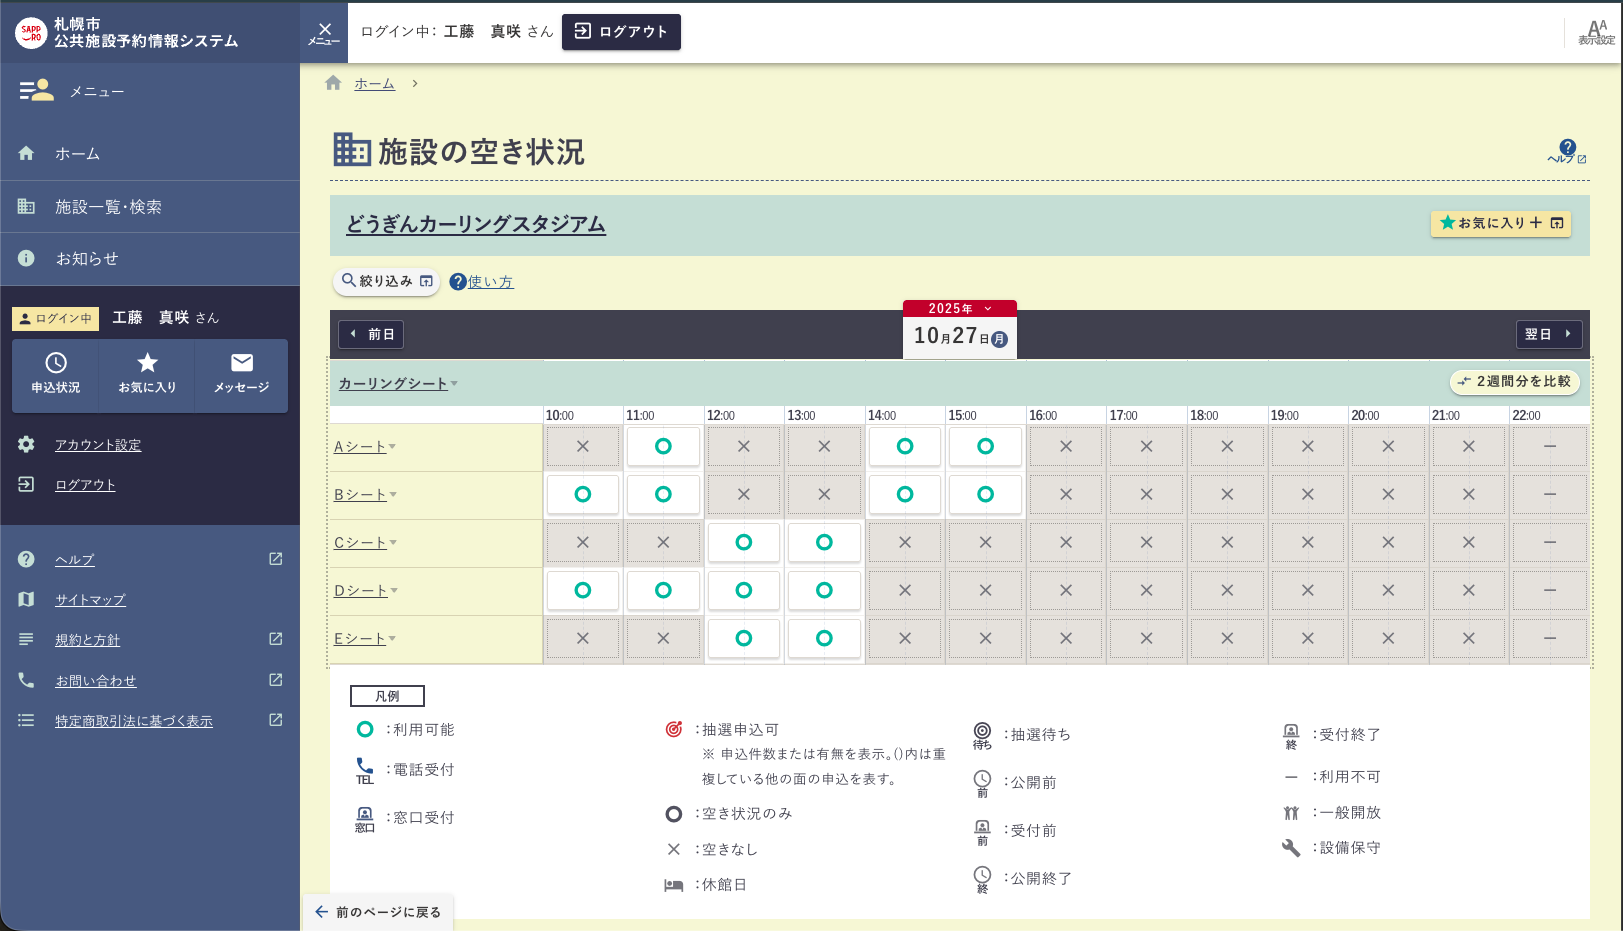 SAPP
RO
札幌市
公共施設予約情報システム
メニュー
ログイン中： 工藤　真咲 さん
ログアウト
AA
表示設定
メニュー
ホーム
施設一覧・検索
お知らせ
ログイン中 工藤　真咲 さん
申込状況 お気に入り メッセージ
アカウント設定
ログアウト
ヘルプ
サイトマップ
規約と方針
お問い合わせ
特定商取引法に基づく表示
ホーム
施設の空き状況
ヘルプ
どうぎんカーリングスタジアム
お気に入り＋
絞り込み
使い方
前日
2025年
10月27日月
翌日
カーリングシート
2週間分を比較
10:00 11:00 12:00 13:00 14:00 15:00 16:00 17:00 18:00 19:00 20:00 21:00 22:00
Aシート × ○ × × ○ ○ × × × × × × －
Bシート ○ ○ × × ○ ○ × × × × × × －
Cシート × × ○ ○ × × × × × × × × －
Dシート ○ ○ ○ ○ × × × × × × × × －
Eシート × × ○ ○ × × × × × × × × －
凡例
○ ：利用可能
TEL ：電話受付
窓口 ：窓口受付
：抽選申込可
※ 申込件数または有無を表示。()内は重
複している他の面の申込を表す。
○ ：空き状況のみ
× ：空きなし
：休館日
待ち ：抽選待ち
前 ：公開前
前 ：受付前
終 ：公開終了
終 ：受付終了
－ ：利用不可
：一般開放
：設備保守
前のページに戻る